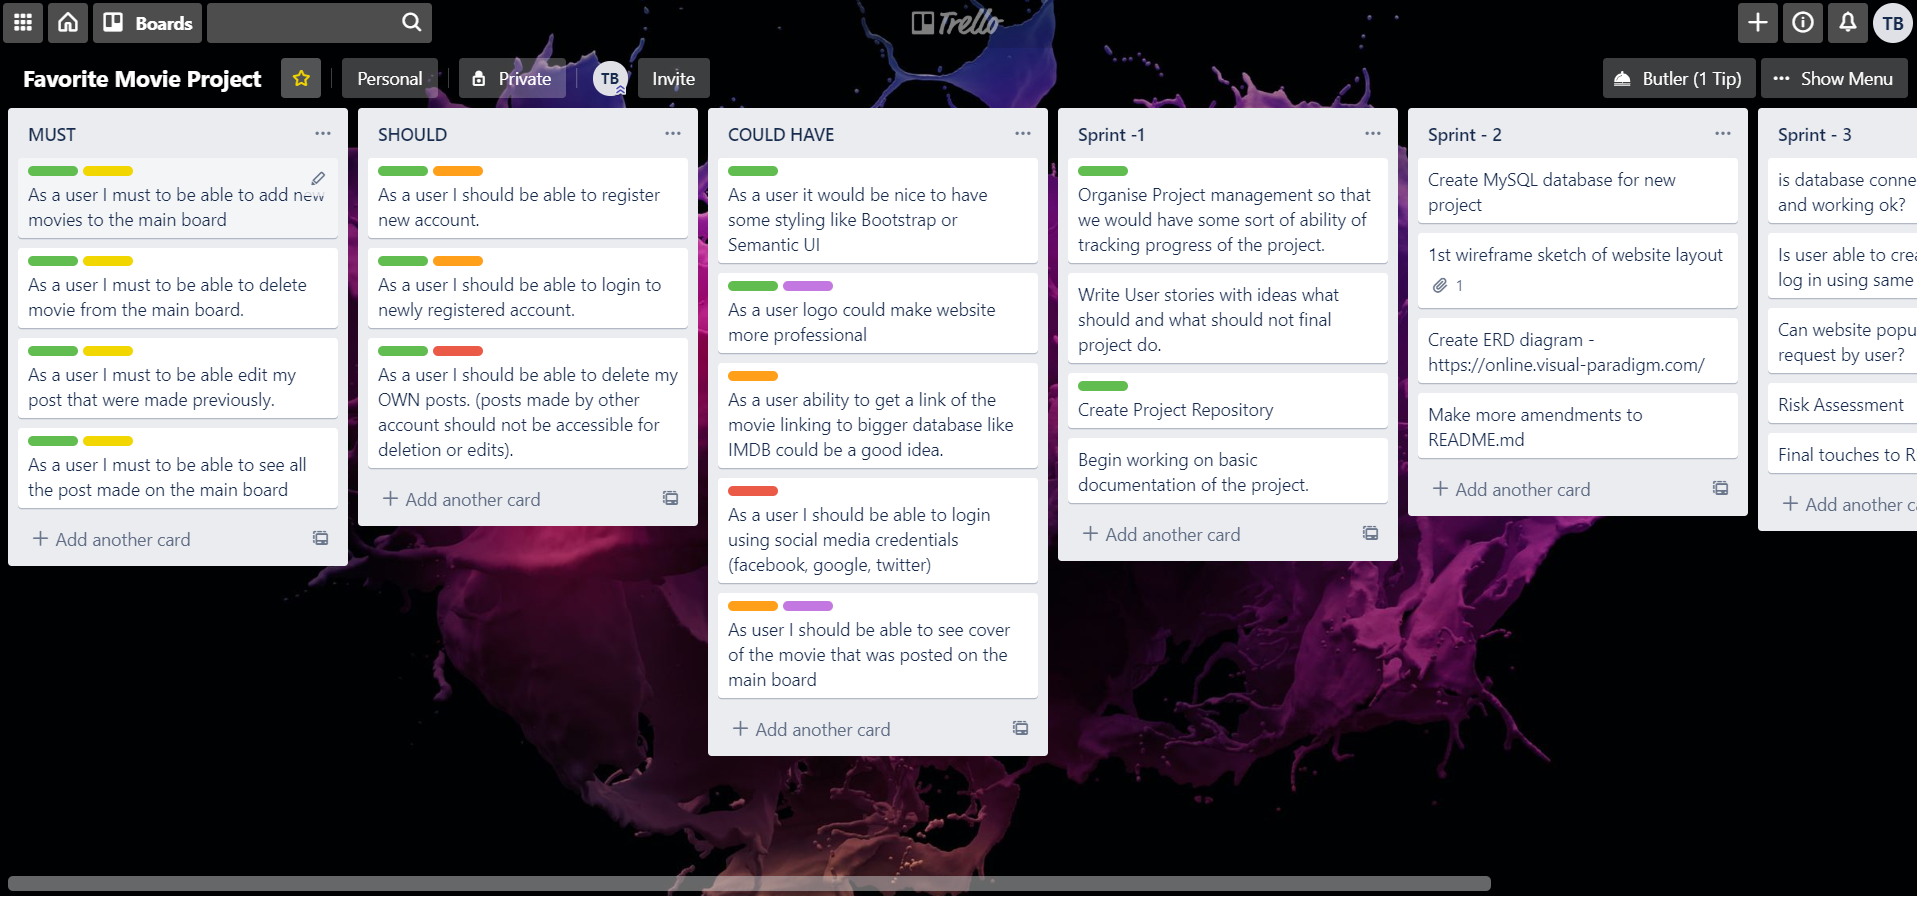 Boards
Trello
TB
Favorite Movie Project
Personal
Private
TB
Invite
Butler (1 Tip)
Show Menu
MUST
As a user I must to be able to add new
movies to the main board
As a user I must to be able to delete
movie from the main board.
As a user I must to be able edit my
post that were made previously.
As a user I must to be able to see all
the post made on the main board
Add another card
SHOULD
As a user I should be able to register
new account.
As a user I should be able to login to
newly registered account.
As a user I should be able to delete my
OWN posts. (posts made by other
account should not be accessible for
deletion or edits).
Add another card
COULD HAVE
As a user it would be nice to have
some styling like Bootstrap or
Semantic UI
As a user logo could make website
more professional
As a user ability to get a link of the
movie linking to bigger database like
IMDB could be a good idea.
As a user I should be able to login
using social media credentials
(facebook, google, twitter)
As user I should be able to see cover
of the movie that was posted on the
main board
Add another card
Sprint -1
Organise Project management so that
we would have some sort of ability of
tracking progress of the project.
Write User stories with ideas what
should and what should not final
project do.
Create Project Repository
Begin working on basic
documentation of the project.
Add another card
Sprint - 2
Create MySQL database for new
project
1st wireframe sketch of website layout
1
Create ERD diagram -
https://online.visual-paradigm.com/
Make more amendments to
README.md
Add another card
Sprint - 3
is database conne
and working ok?
Is user able to crea
log in using same
Can website popu
request by user?
Risk Assessment
Final touches to R
Add another ca